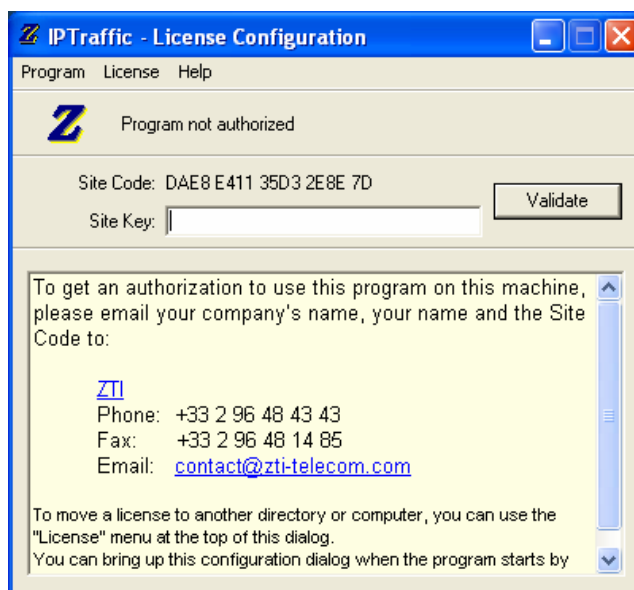 IPTraffic - License Configuration
Program License Help
Program not authorized
Site Code: DAE8 E411 35D3 2E8E 7D
Validate
Site Key:
To get an authorization to use this program on this machine,
please email your company's name, your name and the Site
Code to:
ZTI
Phone: +33 2 96 48 43 43
Fax: +33 2 96 48 14 85
Email: contact@zti-telecom.com
To move a license to another directory or computer, you can use the
"License" menu at the top of this dialog.
You can bring up this configuration dialog when the program starts by